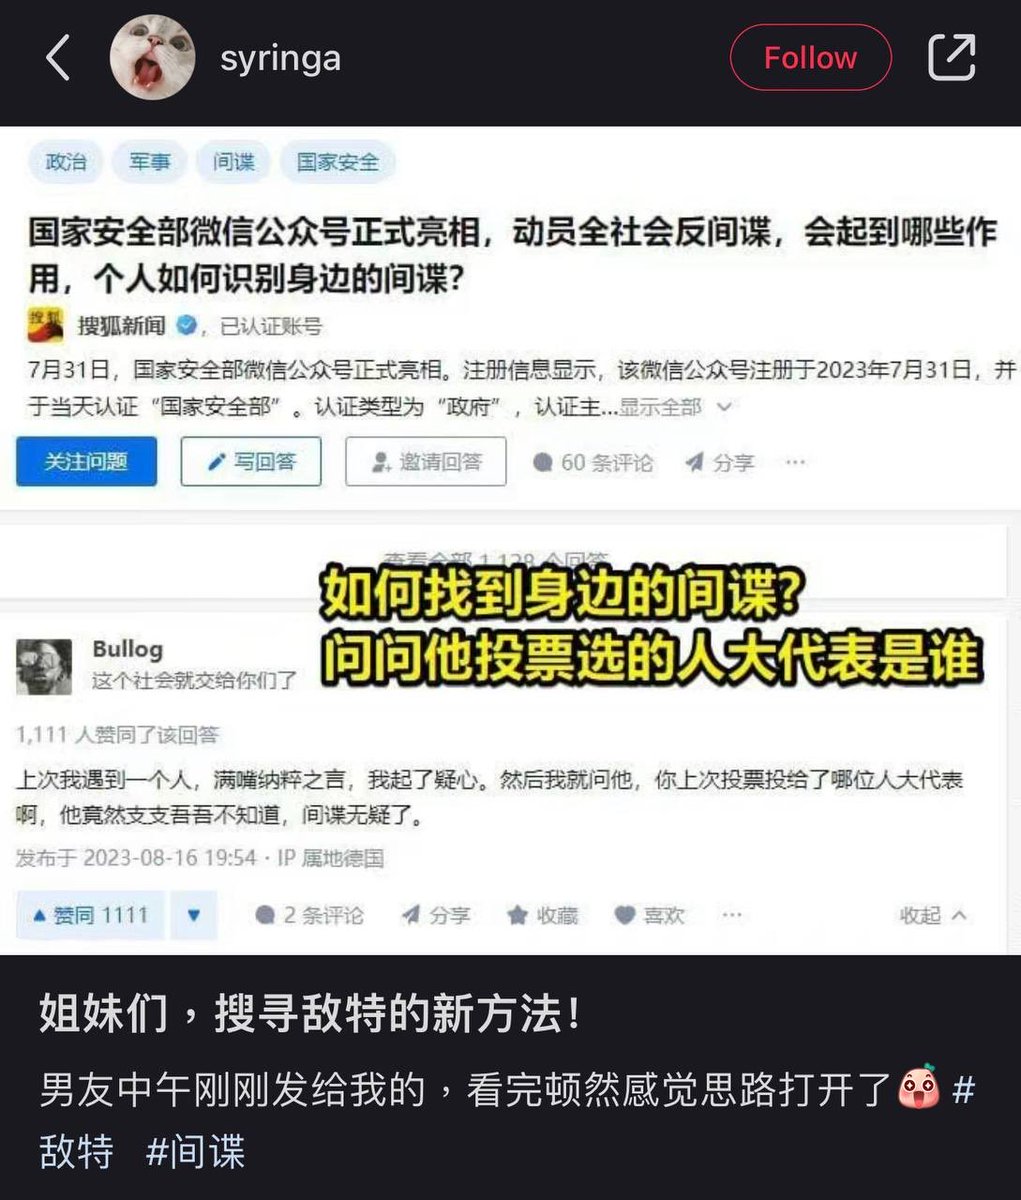 syringa
Follow
政治 军事 间谍 国家安全
国家安全部微信公众号正式亮相，动员全社会反间谍，会起到哪些作
用，个人如何识别身边的间谍？
搜狐新闻 ，已认证账号
7月31日，国家安全部微信公众号正式亮相。注册信息显示，该微信公众号注册于2023年7月31日，并
于当天认证“国家安全部”。认证类型为“政府”，认证主...显示全部
关注问题 写回答 邀请回答 60 条评论 分享 ···
查看全部 1,128 个回答
如何找到身边的间谍？
问问他投票选的人大代表是谁
Bullog
这个社会就交给你们了
1,111 人赞同了该回答
上次我遇到一个人，满嘴纳粹之言，我起了疑心。然后我就问他，你上次投票投给了哪位人大代表
啊，他竟然支支吾吾不知道，间谍无疑了。
发布于 2023-08-16 19:54 · IP 属地德国
赞同 1111 2 条评论 分享 收藏 喜欢 ··· 收起
姐妹们，搜寻敌特的新方法！
男友中午刚刚发给我的，看完顿然感觉思路打开了 #
敌特 #间谍